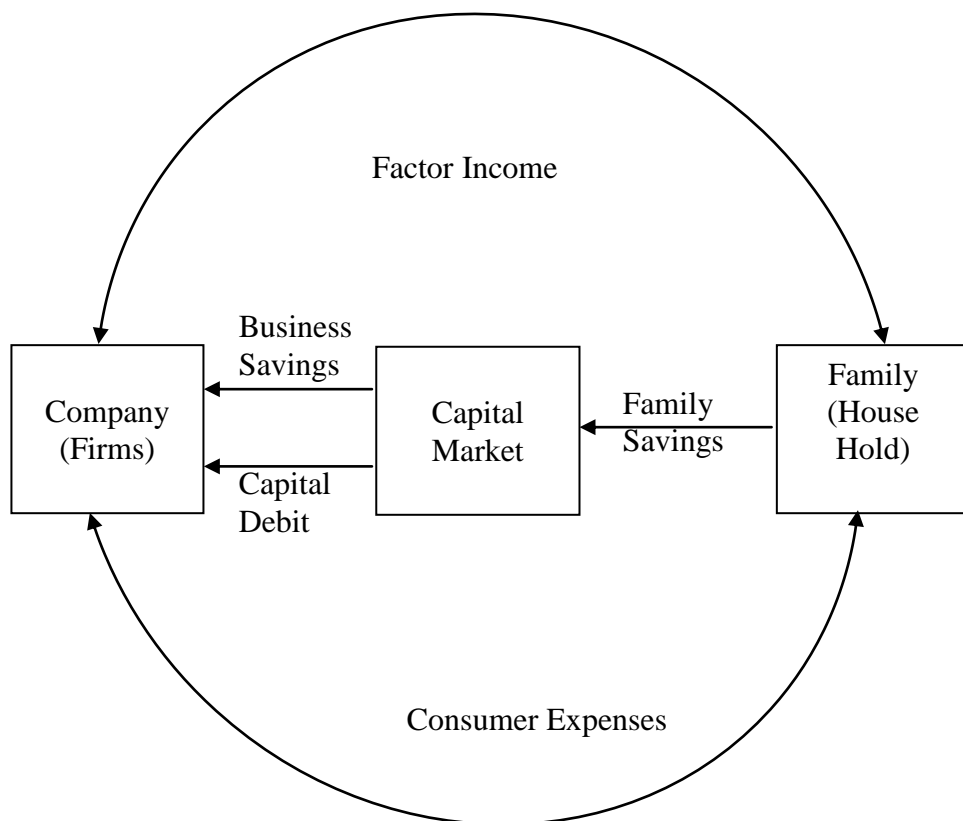 Factor Income
Business
Savings
Company
(Firms)
Capital
Market
Family
Savings
Family
(House
Hold)
Capital
Debit
Consumer Expenses